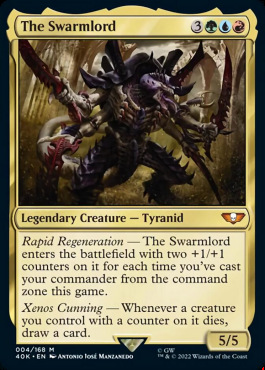 The Swarmlord 3
Legendary Creature — Tyranid
Rapid Regeneration — The Swarmlord
enters the battlefield with two +1/+1
counters on it for each time you've cast
your commander from the command
zone this game.
Xenos Cunning — Whenever a creature
you control with a counter on it dies,
draw a card.
5/5
004/168 M
40K • EN Antonio José Manzanedo
© GW
™ & © 2022 Wizards of the Coast